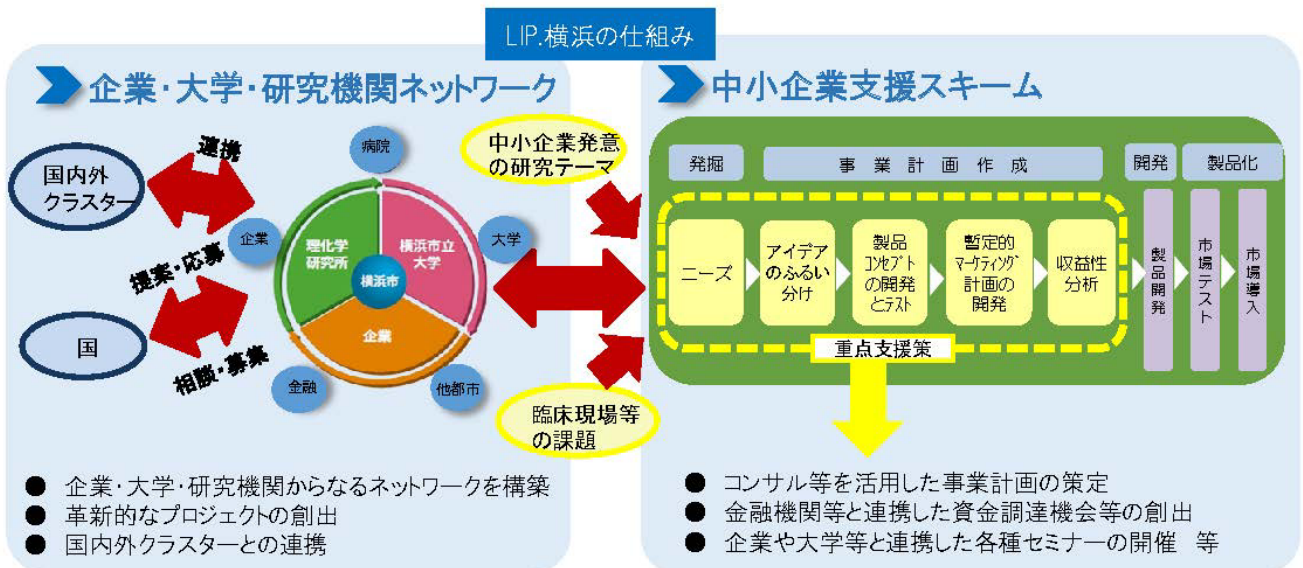 LIP.横浜の仕組み
企業・大学・研究機関ネットワーク
国内外
クラスター
連携
提案・応募
国
相談・募集
病院
企業
大学
金融
他都市
理化学
研究所
横浜市立
大学
横浜市
企業
中小企業発意
の研究テーマ
臨床現場等
の課題
● 企業・大学・研究機関からなるネットワークを構築
● 革新的なプロジェクトの創出
● 国内外クラスターとの連携
中小企業支援スキーム
発掘
事業計画作成
開発
製品化
ニーズ
アイデア
のふるい
分け
製品
コンセプト
の開発
とテスト
暫定的
マーケティング
計画の
開発
収益性
分析
製品開発
市場テスト
市場導入
重点支援策
● コンサル等を活用した事業計画の策定
● 金融機関等と連携した資金調達機会等の創出
● 企業や大学等と連携した各種セミナーの開催 等